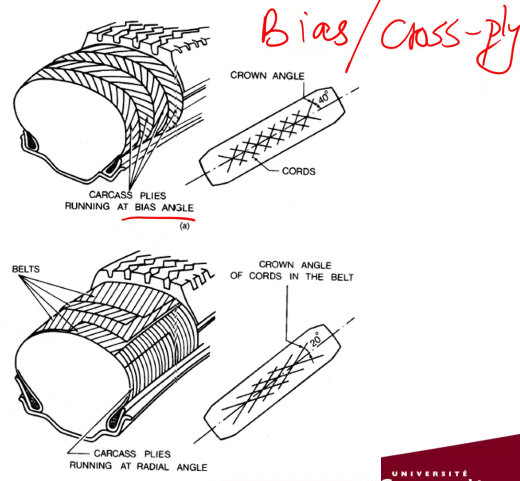 Bias/Cross-ply
CROWN ANGLE
40°
CORDS
CARCASS PLIES
RUNNING AT BIAS ANGLE
(a)
BELTS
CROWN ANGLE
OF CORDS IN THE BELT
20°
CARCASS PLIES
RUNNING AT RADIAL ANGLE
UNIVERSITÉ